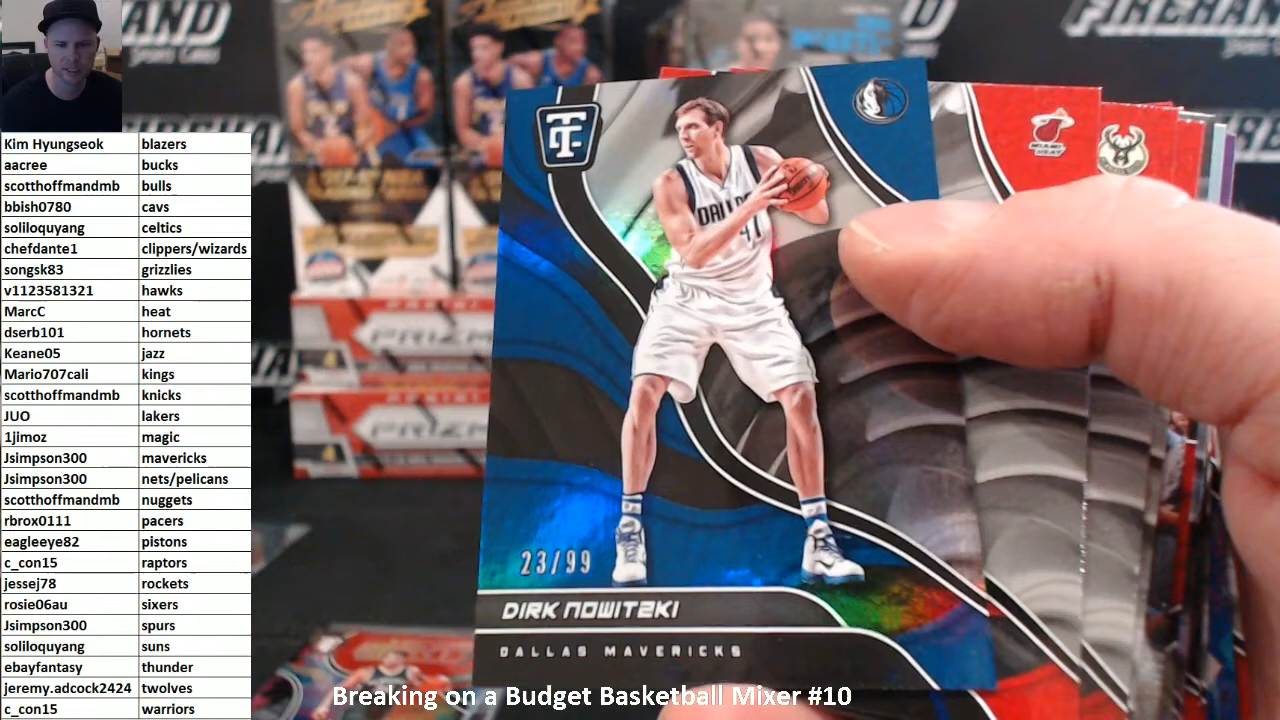 Kim Hyungseok blazers
aacree bucks
scotthoffmandmb bulls
bbish0780 cavs
soliloquyang celtics
chefdante1 clippers/wizards
songsk83 grizzlies
v1123581321 hawks
MarcC heat
dserb101 hornets
Keane05 jazz
Mario707cali kings
scotthoffmandmb knicks
JUO lakers
1jimoz magic
Jsimpson300 mavericks
Jsimpson300 nets/pelicans
scotthoffmandmb nuggets
rbrox0111 pacers
eagleeye82 pistons
c_con15 raptors
jessej78 rockets
rosie06au sixers
Jsimpson300 spurs
soliloquyang suns
ebayfantasy thunder
jeremy.adcock2424 twolves
c_con15 warriors
DALLAS
41
23/99
DIRK NOWITZKI
DALLAS MAVERICKS
MIAMI HEAT
PANINI
PRIZM
PANINI
PRIZM
Breaking on a Budget Basketball Mixer #10